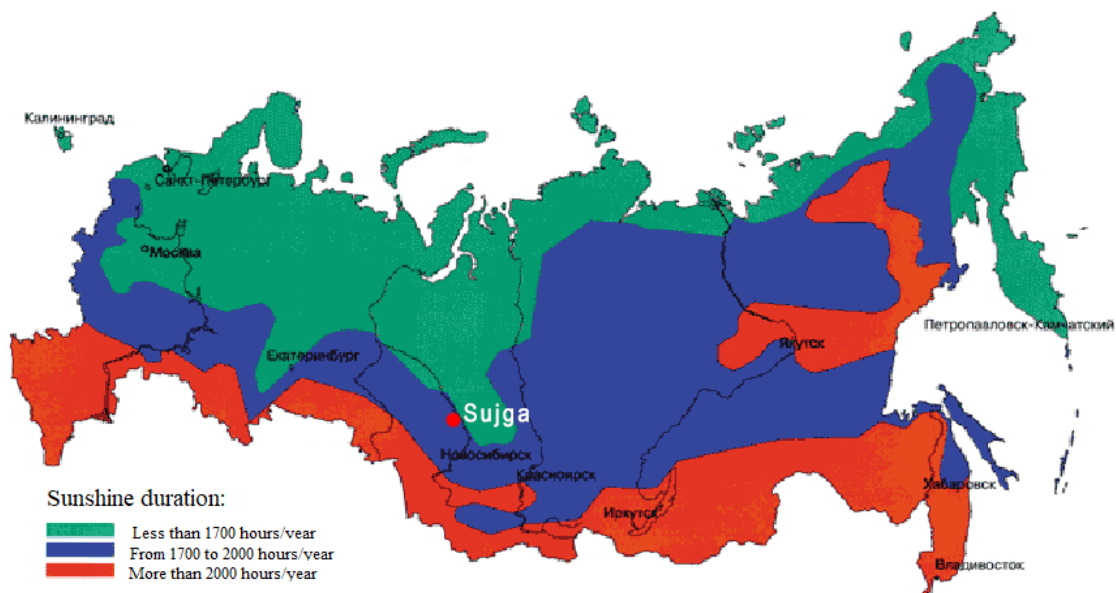 Калининград
Санкт-Петербург
Москва
Петропавловск-Камчатский
Якутск
Екатеринбург
Sujga
Новосибирск
Красноярск
Хабаровск
Иркутск
Владивосток
Sunshine duration:
Less than 1700 hours/year
From 1700 to 2000 hours/year
More than 2000 hours/year